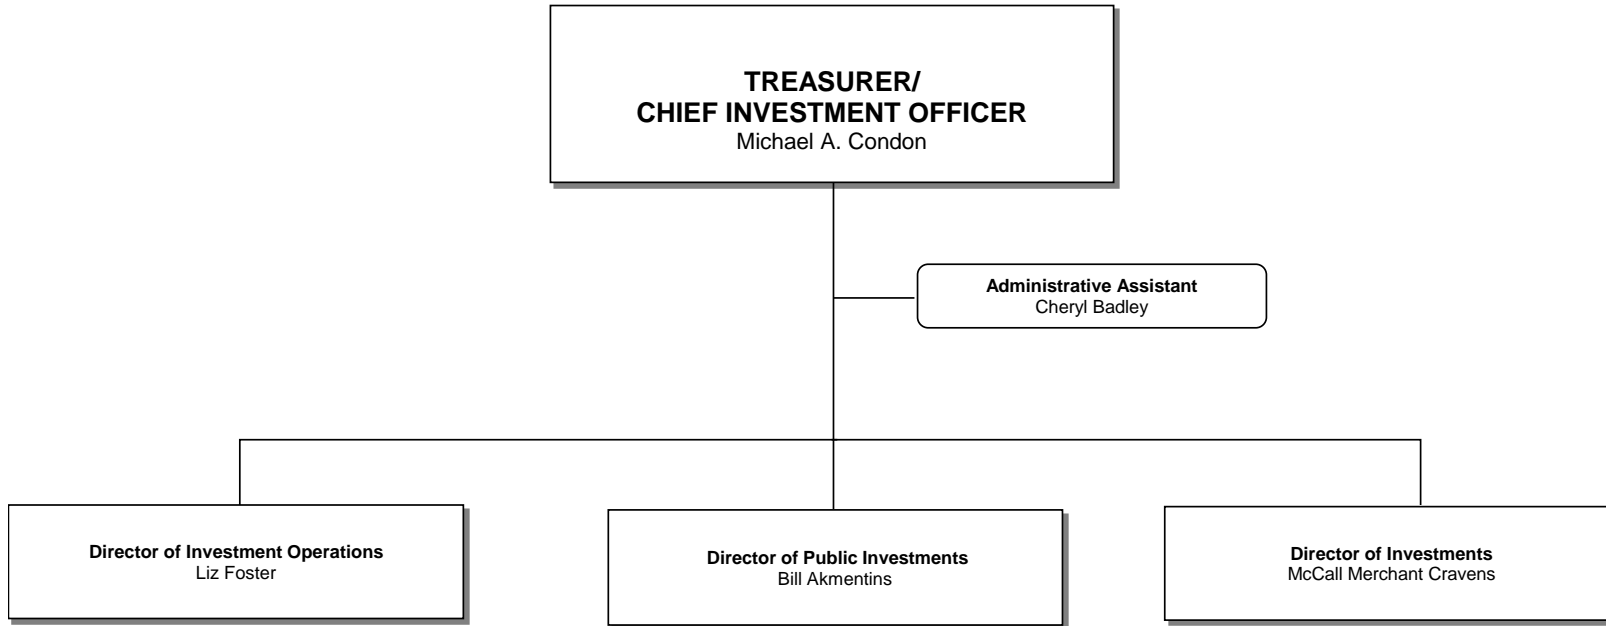 TREASURER/
CHIEF INVESTMENT OFFICER
Michael A. Condon
Administrative Assistant
Cheryl Badley
Director of Investment Operations
Liz Foster
Director of Public Investments
Bill Akmentins
Director of Investments
McCall Merchant Cravens